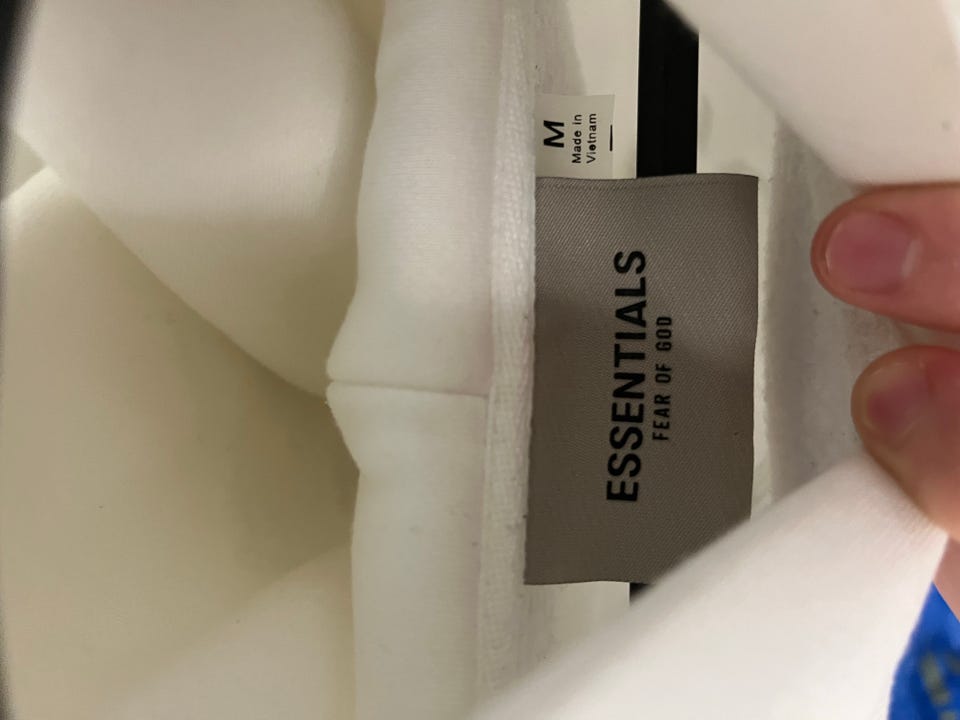 M
Made in
Vietnam
ESSENTIALS
FEAR OF GOD